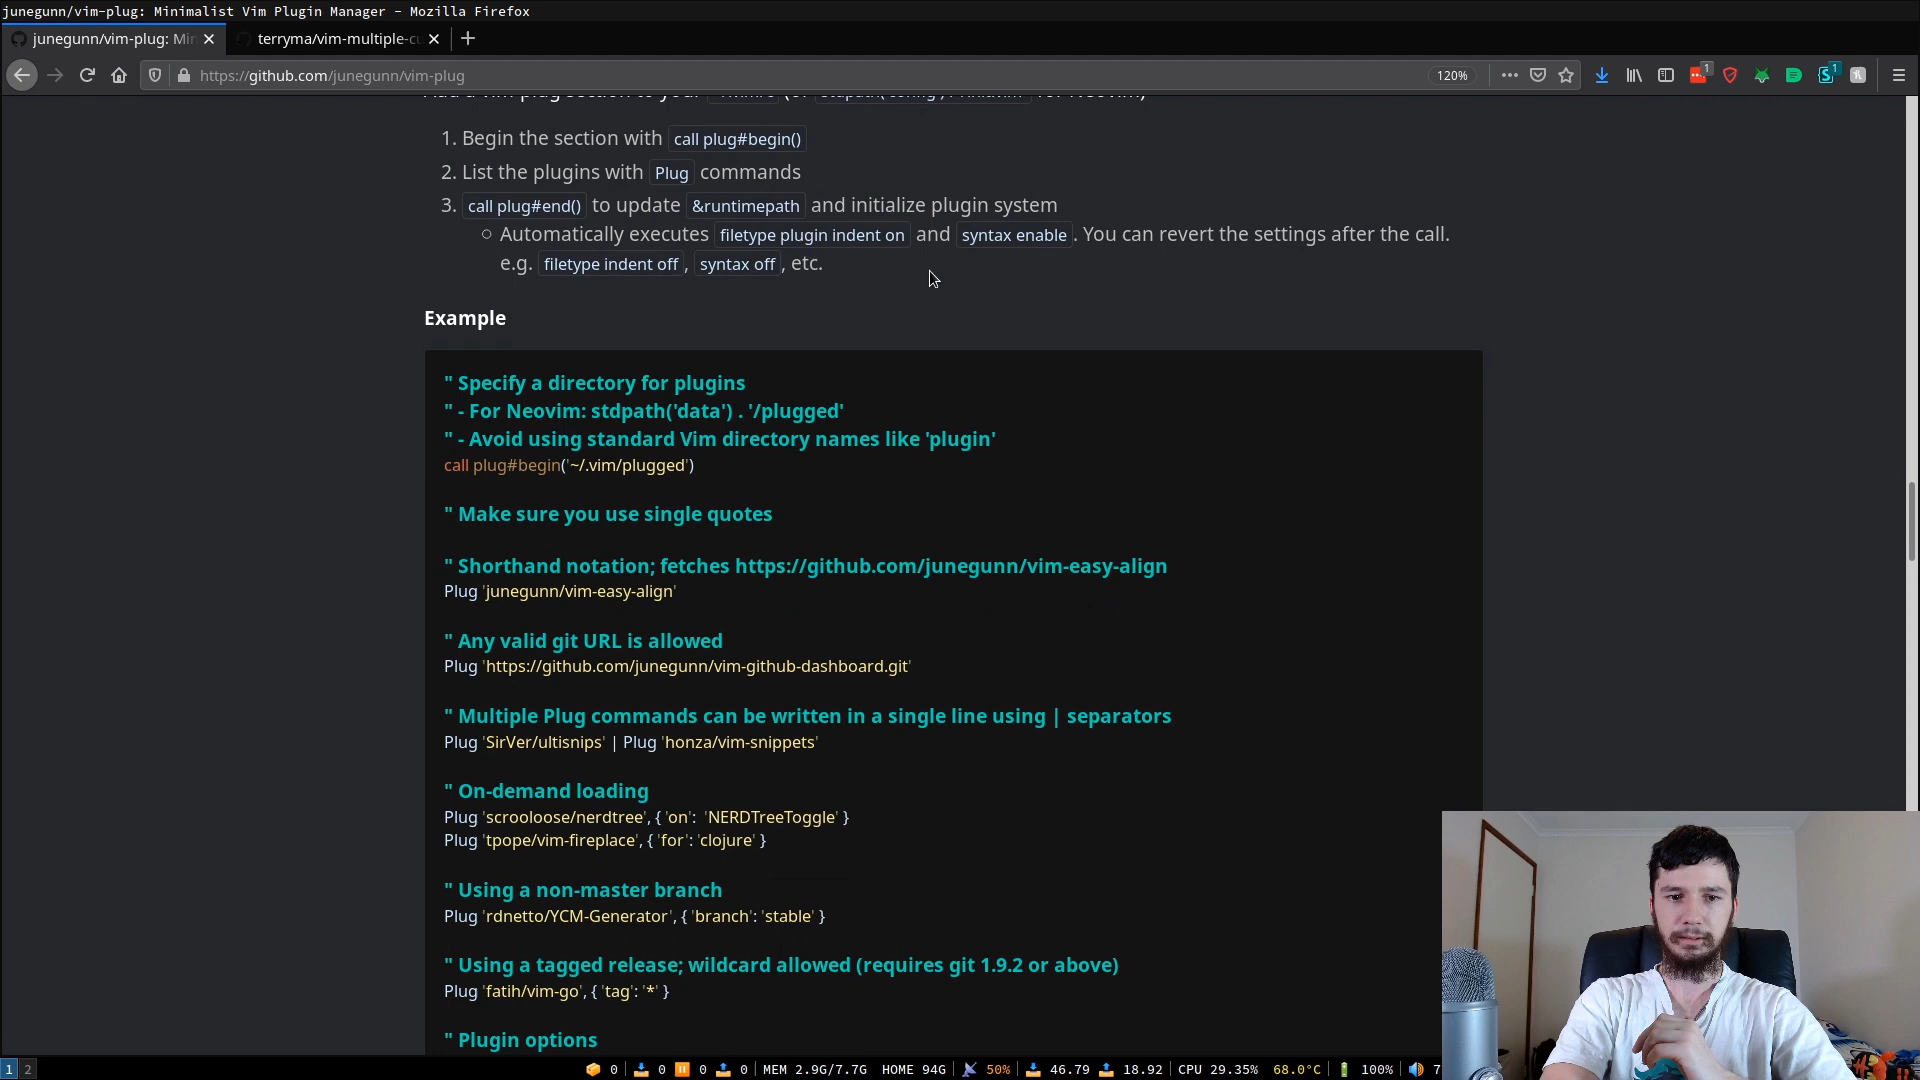 junegunn/vim-plug: Minimalist Vim Plugin Manager - Mozilla Firefox
junegunn/vim-plug: Min
terryma/vim-multiple-cu
https://github.com/junegunn/vim-plug
120%
1
1
1. Begin the section with call plug#begin()
2. List the plugins with Plug commands
3. call plug#end() to update &runtimepath and initialize plugin system
Automatically executes filetype plugin indent on and syntax enable. You can revert the settings after the call.
e.g. filetype indent off, syntax off, etc.
Example
" Specify a directory for plugins
" - For Neovim: stdpath('data') . '/plugged'
" - Avoid using standard Vim directory names like 'plugin'
call plug#begin('~/.vim/plugged')
" Make sure you use single quotes
" Shorthand notation; fetches https://github.com/junegunn/vim-easy-align
Plug 'junegunn/vim-easy-align'
" Any valid git URL is allowed
Plug 'https://github.com/junegunn/vim-github-dashboard.git'
" Multiple Plug commands can be written in a single line using | separators
Plug 'SirVer/ultisnips' | Plug 'honza/vim-snippets'
" On-demand loading
Plug 'scrooloose/nerdtree', { 'on':  'NERDTreeToggle' }
Plug 'tpope/vim-fireplace', { 'for': 'clojure' }
" Using a non-master branch
Plug 'rdnetto/YCM-Generator', { 'branch': 'stable' }
" Using a tagged release; wildcard allowed (requires git 1.9.2 or above)
Plug 'fatih/vim-go', { 'tag': '*' }
" Plugin options
1 2 0 0 0 0 MEM 2.9G/7.7G HOME 94G 50% 46.79 18.92 CPU 29.35% 68.0°C 100% 7